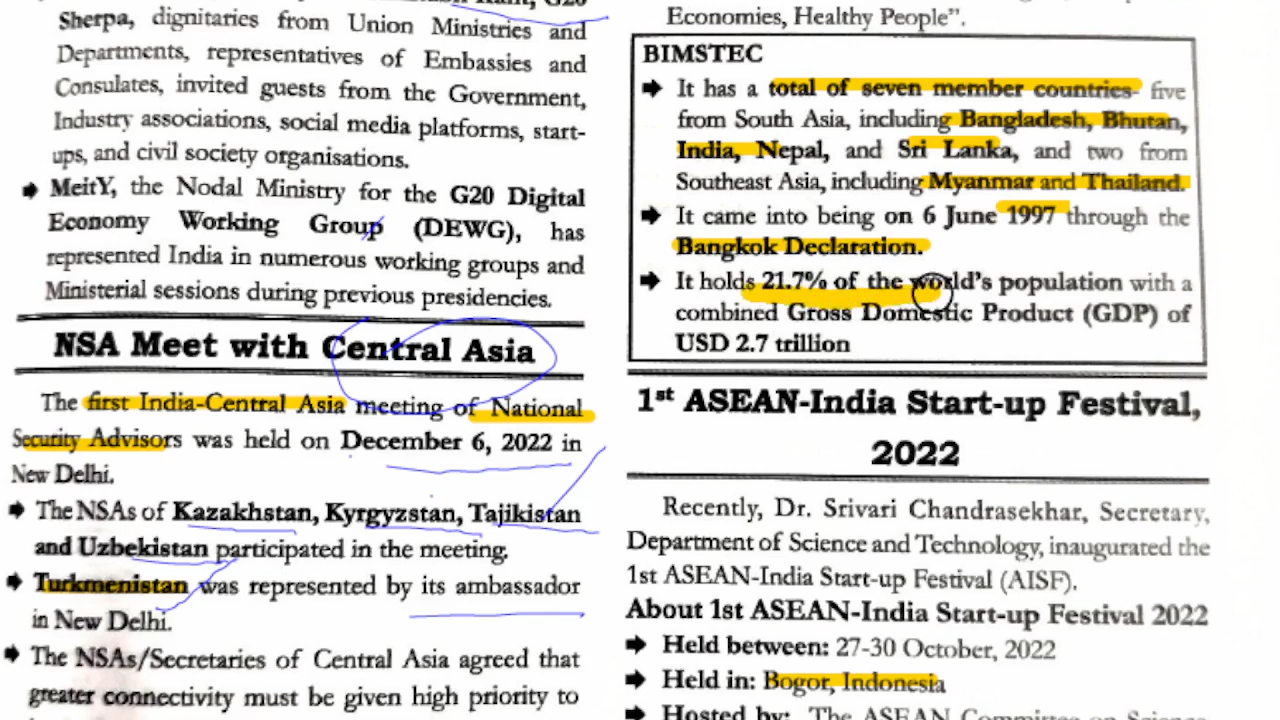 Sherpa, dignitaries from Union Ministries and
Departments, representatives of Embassies and
Consulates, invited guests from the Government,
Industry associations, social media platforms, start-
ups, and civil society organisations.
➔ MeitY, the Nodal Ministry for the G20 Digital
Economy Working Group (DEWG), has
represented India in numerous working groups and
Ministerial sessions during previous presidencies.
NSA Meet with Central Asia
The first India-Central Asia meeting of National
Security Advisors was held on December 6, 2022 in
New Delhi.
➔ The NSAs of Kazakhstan, Kyrgyzstan, Tajikistan
and Uzbekistan participated in the meeting.
➔ Turkmenistan was represented by its ambassador
in New Delhi.
➔ The NSAs/Secretaries of Central Asia agreed that
greater connectivity must be given high priority to
Economies, Healthy People”.
BIMSTEC
➔ It has a total of seven member countries- five
from South Asia, including Bangladesh, Bhutan,
India, Nepal, and Sri Lanka, and two from
Southeast Asia, including Myanmar and Thailand.
➔ It came into being on 6 June 1997 through the
Bangkok Declaration.
➔ It holds 21.7% of the world’s population with a
combined Gross Domestic Product (GDP) of
USD 2.7 trillion
1st ASEAN-India Start-up Festival,
2022
Recently, Dr. Srivari Chandrasekhar, Secretary,
Department of Science and Technology, inaugurated the
1st ASEAN-India Start-up Festival (AISF).
About 1st ASEAN-India Start-up Festival 2022
➔ Held between: 27-30 October, 2022
➔ Held in: Bogor, Indonesia
➔ Hosted by: The ASEAN Committee on Science